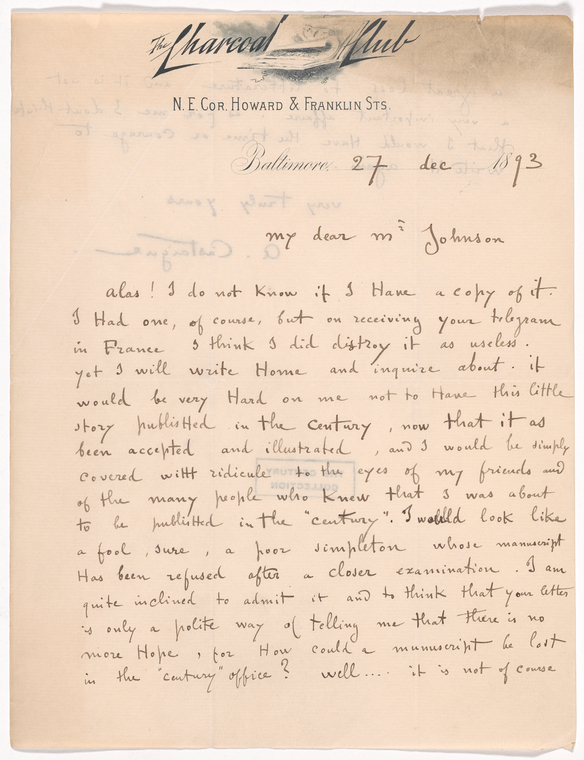 The Charcoal Club
N. E. Cor. Howard & Franklin Sts.
Baltimore, 27 dec 1893
my dear Mr Johnson
Alas! I do not Know if I Have a copy of it.
I Had one, of course, but on receiving your telegram
in France I think I did distroy it as useless.
yet I will write Home and inquire about. it
would be very Hard on me not to Have this little
story published in the Century, now that it as
been accepted and illustrated, and I would be simply
covered witt ridicule to the eyes of my friends and
of the many people who Knew that I was about
to be published in the "century". I would look like
a fool, sure, a poor simpleton whose manuscript
Has been refused after a closer examination. I am
quite inclined to admit it and to think that your letter
is only a polite way of telling me that there is no
more Hope, for How could a manuscript be lost
in the "century" office? well.... it is not of course